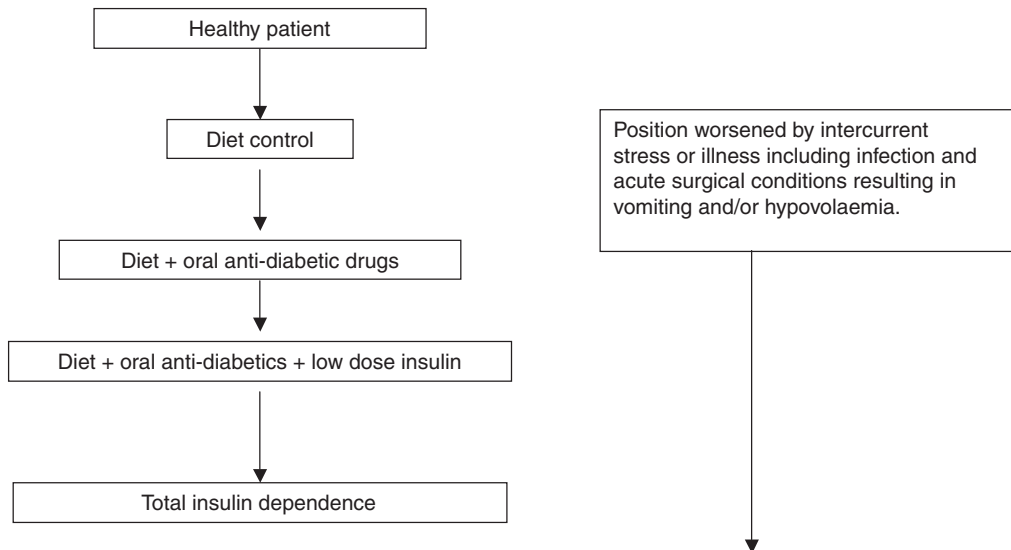 Healthy patient
Diet control
Diet + oral anti-diabetic drugs
Diet + oral anti-diabetics + low dose insulin
Total insulin dependence
Position worsened by intercurrent
stress or illness including infection and
acute surgical conditions resulting in
vomiting and/or hypovolaemia.